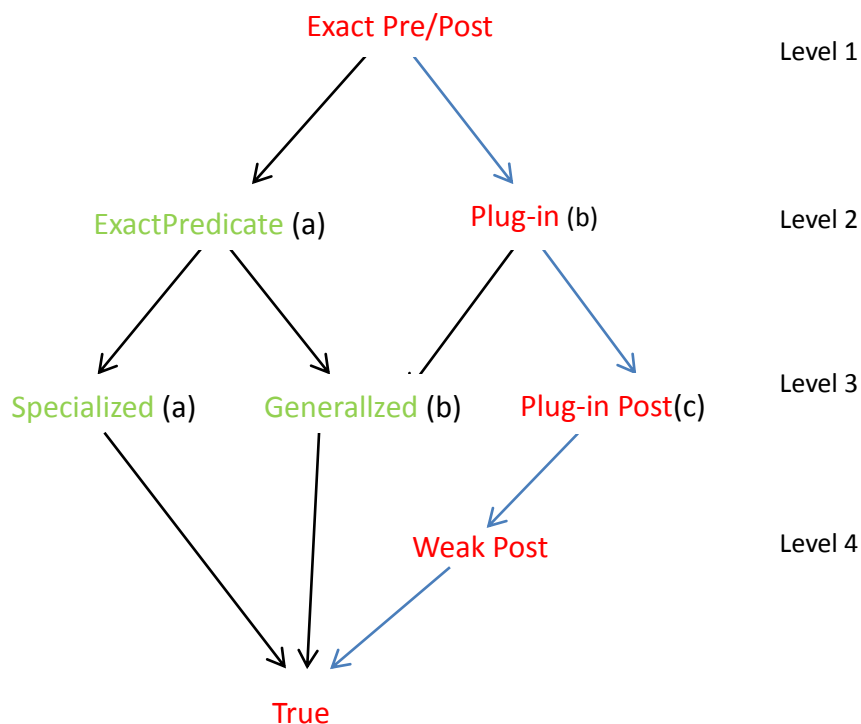 Exact Pre/Post
Level 1
ExactPredicate (a)
Plug-in (b)
Level 2
Specialized (a)
Generallzed (b)
Plug-in Post(c)
Level 3
Weak Post
Level 4
True